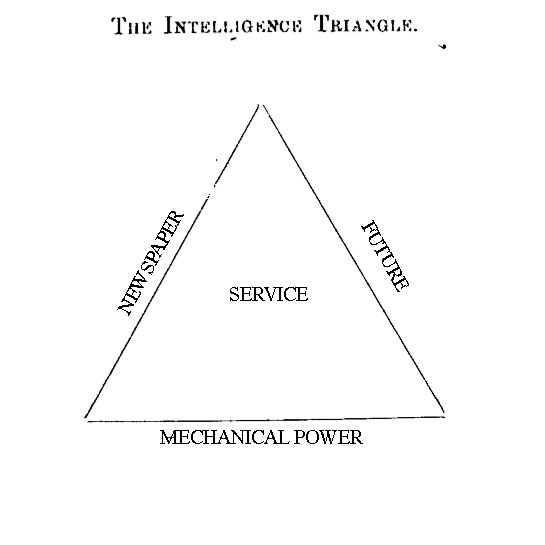 THE INTELLIGENCE TRIANGLE.
NEWSPAPER
FUTURE
SERVICE
MECHANICAL POWER